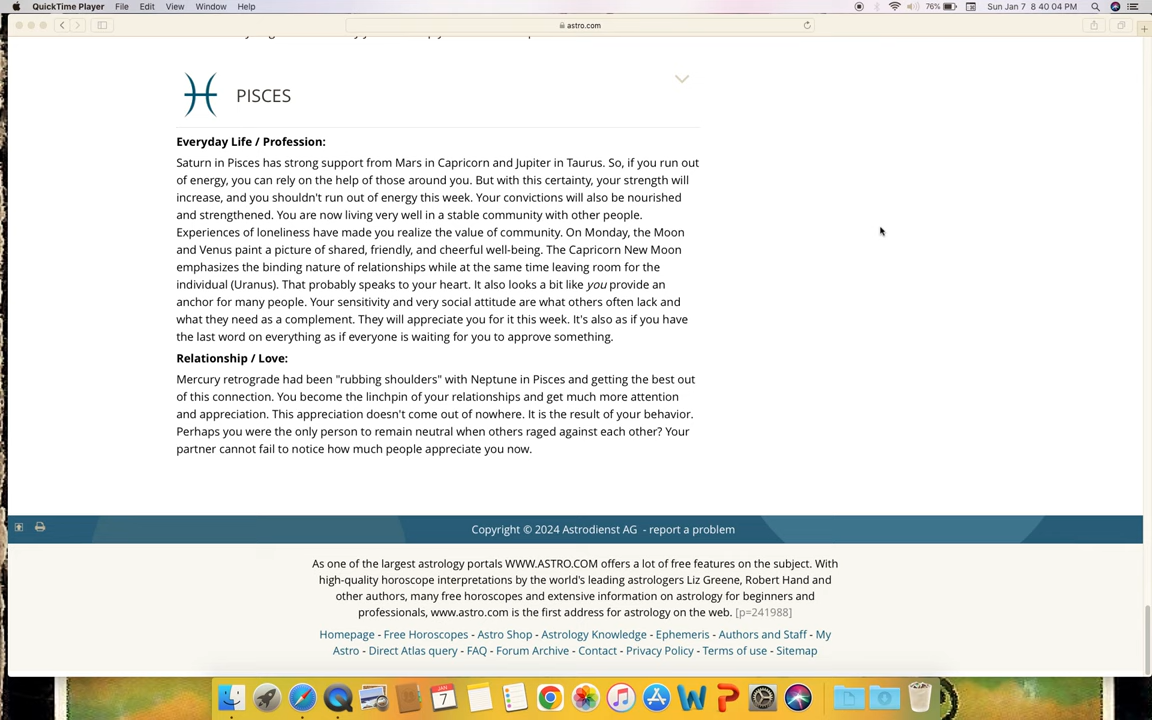 QuickTime Player File Edit View Window Help 76% Sun Jan 7 8 40 04 PM
astro.com
PISCES
Everyday Life / Profession:
Saturn in Pisces has strong support from Mars in Capricorn and Jupiter in Taurus. So, if you run out
of energy, you can rely on the help of those around you. But with this certainty, your strength will
increase, and you shouldn't run out of energy this week. Your convictions will also be nourished
and strengthened. You are now living very well in a stable community with other people.
Experiences of loneliness have made you realize the value of community. On Monday, the Moon
and Venus paint a picture of shared, friendly, and cheerful well-being. The Capricorn New Moon
emphasizes the binding nature of relationships while at the same time leaving room for the
individual (Uranus). That probably speaks to your heart. It also looks a bit like you provide an
anchor for many people. Your sensitivity and very social attitude are what others often lack and
what they need as a complement. They will appreciate you for it this week. It's also as if you have
the last word on everything as if everyone is waiting for you to approve something.
Relationship / Love:
Mercury retrograde had been "rubbing shoulders" with Neptune in Pisces and getting the best out
of this connection. You become the linchpin of your relationships and get much more attention
and appreciation. This appreciation doesn't come out of nowhere. It is the result of your behavior.
Perhaps you were the only person to remain neutral when others raged against each other? Your
partner cannot fail to notice how much people appreciate you now.
Copyright © 2024 Astrodienst AG - report a problem
As one of the largest astrology portals WWW.ASTRO.COM offers a lot of free features on the subject. With
high-quality horoscope interpretations by the world's leading astrologers Liz Greene, Robert Hand and
other authors, many free horoscopes and extensive information on astrology for beginners and
professionals, www.astro.com is the first address for astrology on the web. [p=241988]
Homepage - Free Horoscopes - Astro Shop - Astrology Knowledge - Ephemeris - Authors and Staff - My
Astro - Direct Atlas query - FAQ - Forum Archive - Contact - Privacy Policy - Terms of use - Sitemap
JAN
7